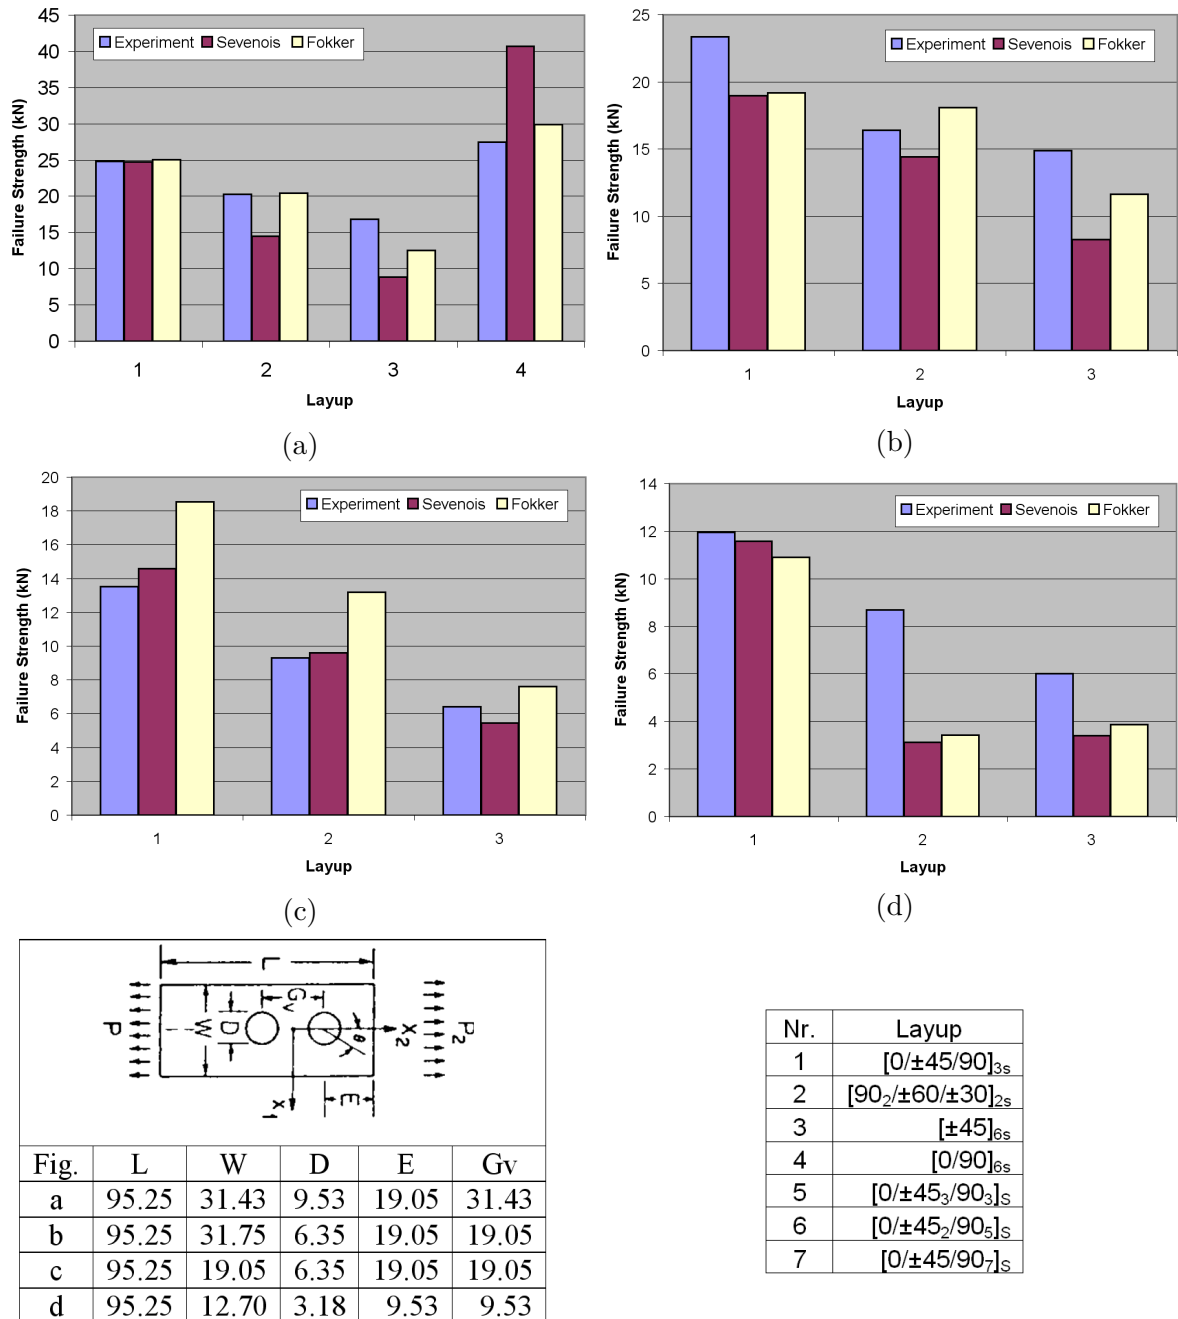 45
40
35
30
25
20
15
10
5
0
Failure Strength (kN)
Experiment Sevenois Fokker
1 2 3 4
Layup
(a)
25
20
15
10
5
0
Failure Strength (kN)
Experiment Sevenois Fokker
1 2 3
Layup
(b)
20
18
16
14
12
10
8
6
4
2
0
Failure Strength (kN)
Experiment Sevenois Fokker
1 2 3
Layup
(c)
14
12
10
8
6
4
2
0
Failure Strength (kN)
Experiment Sevenois Fokker
1 2 3
Layup
(d)
L
Gv
P W D θ X2 P2
x1 E
Fig. L W D E Gv
a 95.25 31.43 9.53 19.05 31.43
b 95.25 31.75 6.35 19.05 19.05
c 95.25 19.05 6.35 19.05 19.05
d 95.25 12.70 3.18 9.53 9.53
Nr. Layup
1 [0/±45/90]3s
2 [90₂/±60/±30]2s
3 [±45]6s
4 [0/90]6s
5 [0/±45₃/90₃]S
6 [0/±45₂/90₅]S
7 [0/±45/90₇]S